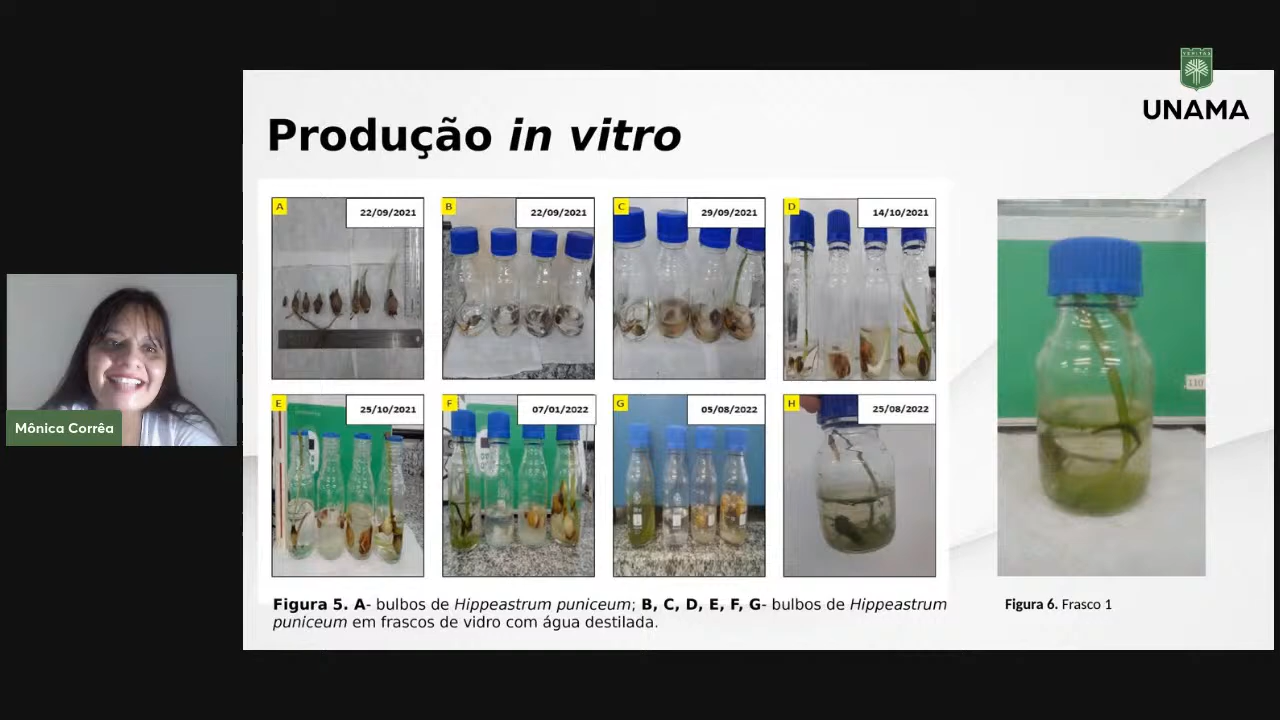 VERITAS
UNAMA
Produção in vitro
A
22/09/2021
B
22/09/2021
C
29/09/2021
D
14/10/2021
E
25/10/2021
F
07/01/2022
G
05/08/2022
H
25/08/2022
110
Mônica Corrêa
Figura 5. A- bulbos de Hippeastrum puniceum; B, C, D, E, F, G- bulbos de Hippeastrum
puniceum em frascos de vidro com água destilada.
Figura 6. Frasco 1